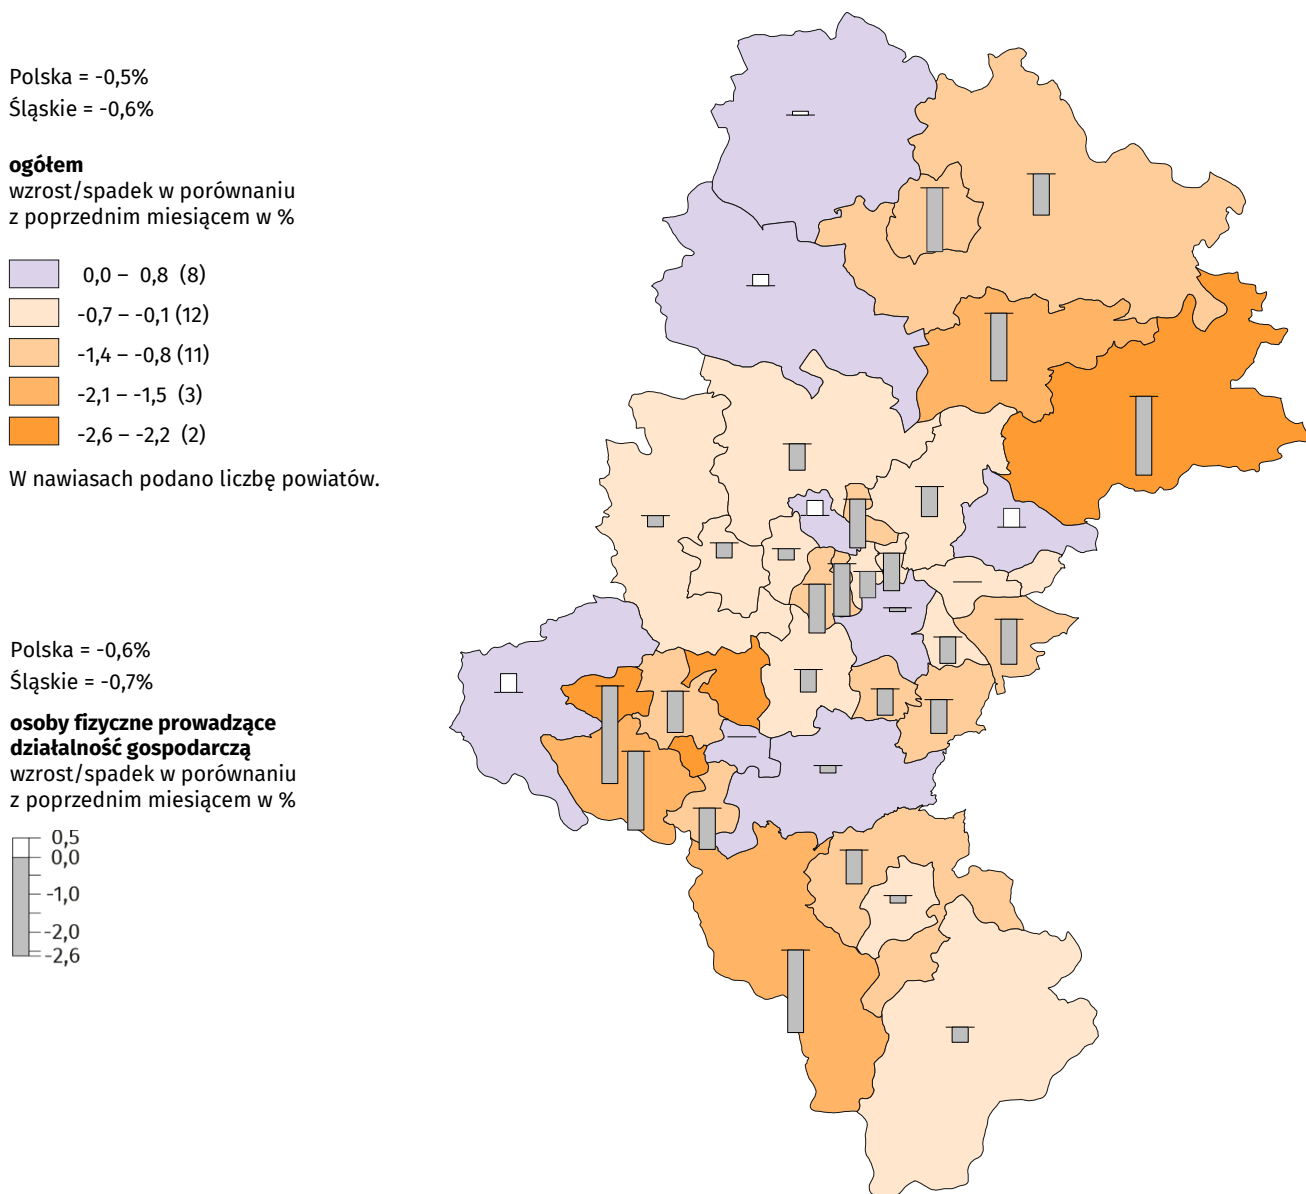 Polska = -0,5%
Śląskie = -0,6%
ogółem
wzrost/spadek w porównaniu
z poprzednim miesiącem w %
0,0 – 0,8 (8)
-0,7 – -0,1 (12)
-1,4 – -0,8 (11)
-2,1 – -1,5 (3)
-2,6 – -2,2 (2)
W nawiasach podano liczbę powiatów.
Polska = -0,6%
Śląskie = -0,7%
osoby fizyczne prowadzące
działalność gospodarczą
wzrost/spadek w porównaniu
z poprzednim miesiącem w %
0,5
0,0
-1,0
-2,0
-2,6